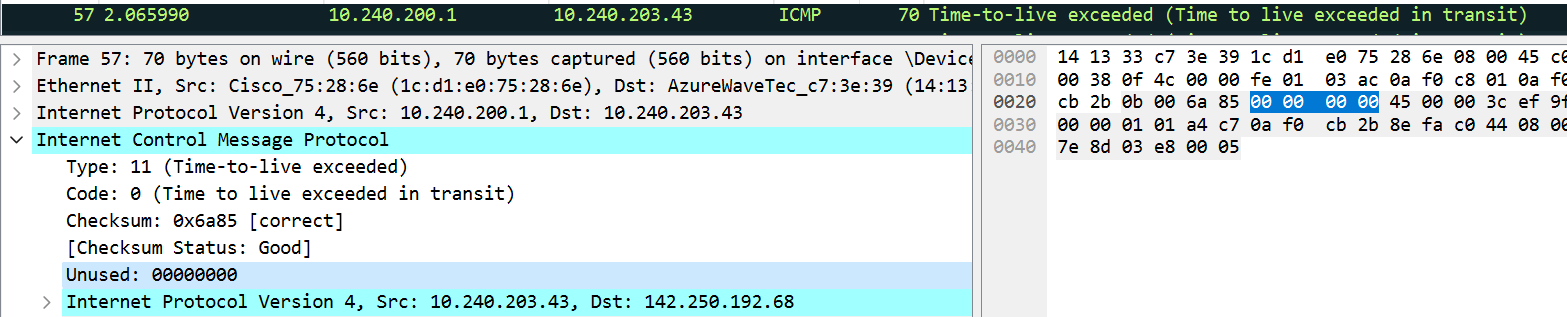 57 2.065990 10.240.200.1 10.240.203.43 ICMP 70 Time-to-live exceeded (Time to live exceeded in transit)
Frame 57: 70 bytes on wire (560 bits), 70 bytes captured (560 bits) on interface \Device
Ethernet II, Src: Cisco_75:28:6e (1c:d1:e0:75:28:6e), Dst: AzureWaveTec_c7:3e:39 (14:13
Internet Protocol Version 4, Src: 10.240.200.1, Dst: 10.240.203.43
Internet Control Message Protocol
Type: 11 (Time-to-live exceeded)
Code: 0 (Time to live exceeded in transit)
Checksum: 0x6a85 [correct]
[Checksum Status: Good]
Unused: 00000000
Internet Protocol Version 4, Src: 10.240.203.43, Dst: 142.250.192.68
0000 14 13 33 c7 3e 39 1c d1 e0 75 28 6e 08 00 45 c0
0010 00 38 0f 4c 00 00 fe 01 03 ac 0a f0 c8 01 0a f0
0020 cb 2b 0b 00 6a 85 00 00 00 00 45 00 00 3c ef 9f
0030 00 00 01 01 a4 c7 0a f0 cb 2b 8e fa c0 44 08 00
0040 7e 8d 03 e8 00 05